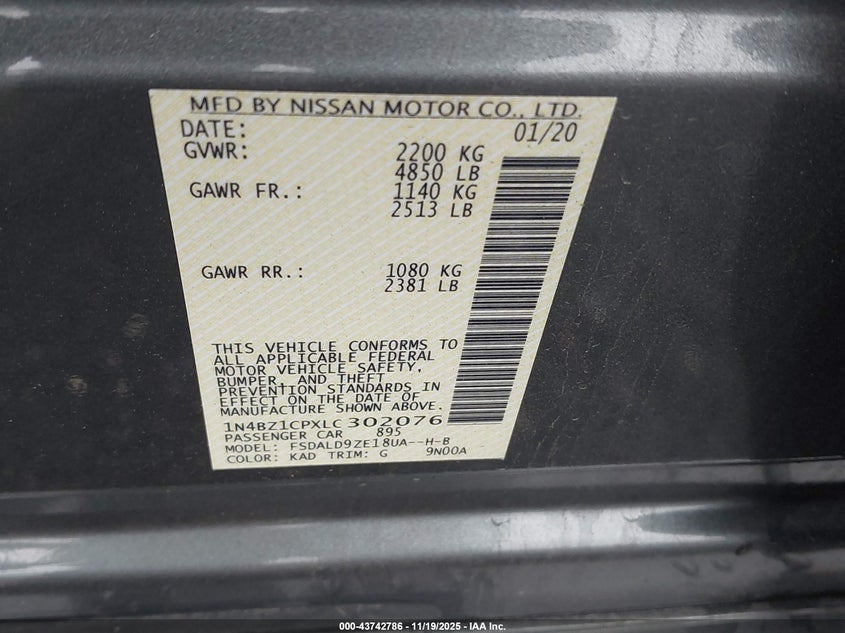 MFD BY NISSAN MOTOR CO., LTD.
DATE: 01/20
GVWR: 2200 KG
4850 LB
GAWR FR.: 1140 KG
2513 LB
GAWR RR.: 1080 KG
2381 LB
THIS VEHICLE CONFORMS TO
ALL APPLICABLE FEDERAL
MOTOR VEHICLE SAFETY,
BUMPER, AND THEFT
PREVENTION STANDARDS IN
EFFECT ON THE DATE OF
MANUFACTURE SHOWN ABOVE.
1N4BZ1CPXLC302076
PASSENGER CAR 895
MODEL: FSDALD9ZE18UA--H-B
COLOR: KAD TRIM: G 9N00A
000-43742786 - 11/19/2025 - IAA Inc.